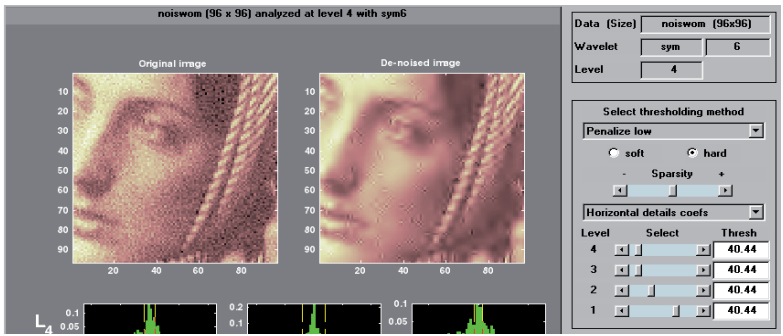 noiswom (96 x 96) analyzed at level 4 with sym6
Original image
De-noised image
10
20
30
40
50
60
70
80
90
20 40 60 80
10
20
30
40
50
60
70
80
90
20 40 60 80
L4
0.1
0.05
0.2
0.1
0.1
0.05
Data (Size) noiswom (96x96)
Wavelet sym 6
Level 4
Select thresholding method
Penalize low
soft hard
- Sparsity +
Horizontal details coefs
Level Select Thresh
4 40.44
3 40.44
2 40.44
1 40.44